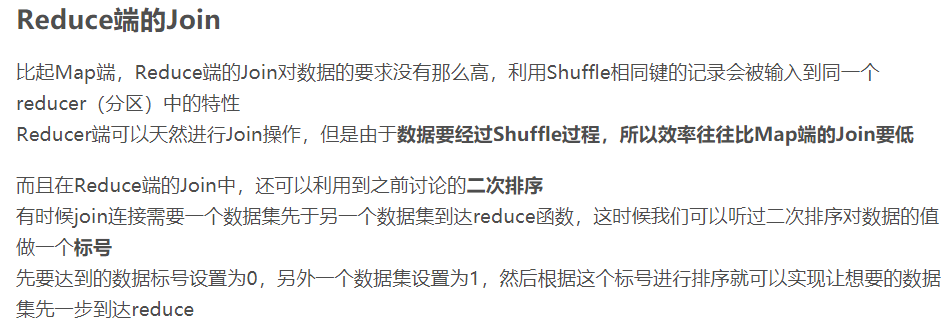 Reduce端的Join
比起Map端，Reduce端的Join对数据的要求没有那么高，利用Shuffle相同键的记录会被输入到同一个
reducer（分区）中的特性
Reducer端可以天然进行Join操作，但是由于数据要经过Shuffle过程，所以效率往往比Map端的Join要低
而且在Reduce端的Join中，还可以利用到之前讨论的二次排序
有时候join连接需要一个数据集先于另一个数据集到达reduce函数，这时候我们可以听过二次排序对数据的值
做一个标号
先要达到的数据标号设置为0，另外一个数据集设置为1，然后根据这个标号进行排序就可以实现让想要的数据
集先一步到达reduce